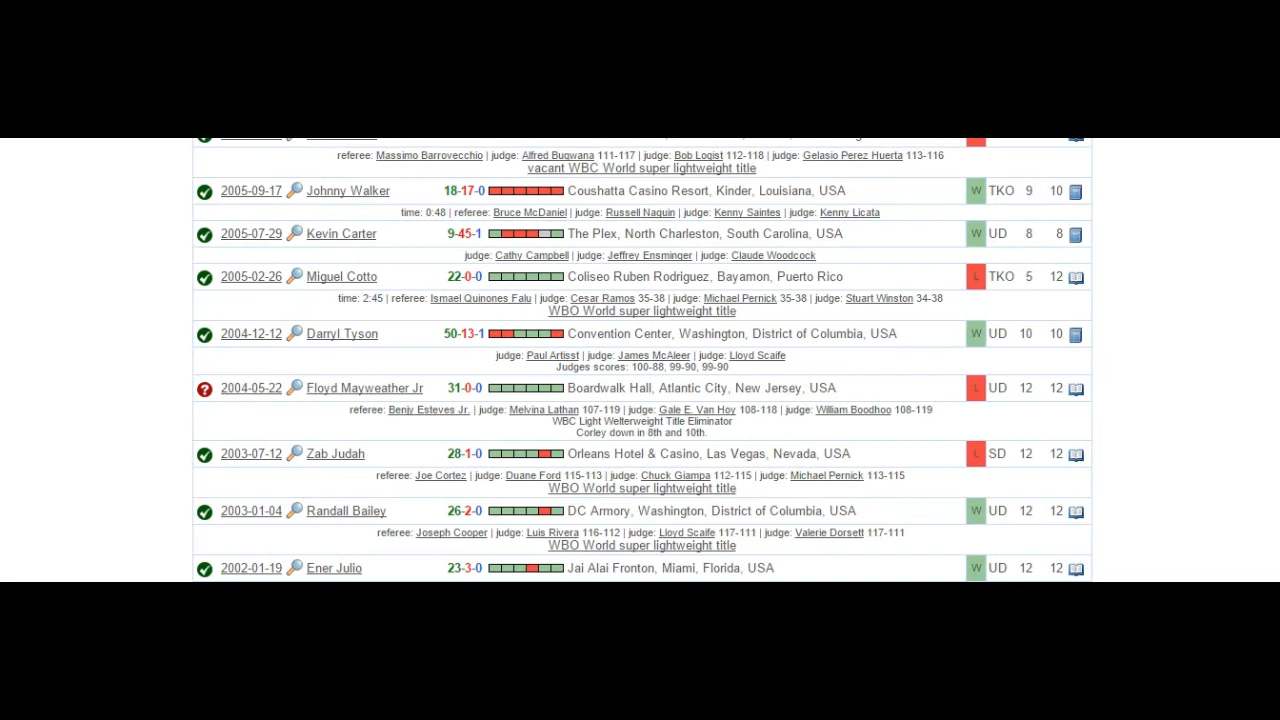 referee: Massimo Barrovecchio | judge: Alfred Bugwana 111-117 | judge: Bob Logist 112-118 | judge: Gelasio Perez Huerta 113-116
vacant WBC World super lightweight title
2005-09-17 Johnny Walker 18-17-0 Coushatta Casino Resort, Kinder, Louisiana, USA W TKO 9 10
time: 0:48 | referee: Bruce McDaniel | judge: Russell Naquin | judge: Kenny Saintes | judge: Kenny Licata
2005-07-29 Kevin Carter 9-45-1 The Plex, North Charleston, South Carolina, USA W UD 8 8
judge: Cathy Campbell | judge: Jeffrey Ensminger | judge: Claude Woodcock
2005-02-26 Miguel Cotto 22-0-0 Coliseo Ruben Rodriguez, Bayamon, Puerto Rico L TKO 5 12
time: 2:45 | referee: Ismael Quinones Falu | judge: Cesar Ramos 35-38 | judge: Michael Pernick 35-38 | judge: Stuart Winston 34-38
WBO World super lightweight title
2004-12-12 Darryl Tyson 50-13-1 Convention Center, Washington, District of Columbia, USA W UD 10 10
judge: Paul Artisst | judge: James McAleer | judge: Lloyd Scaife
Judges scores: 100-88, 99-90, 99-90
2004-05-22 Floyd Mayweather Jr 31-0-0 Boardwalk Hall, Atlantic City, New Jersey, USA L UD 12 12
referee: Benjy Esteves Jr. | judge: Melvina Lathan 107-119 | judge: Gale E. Van Hoy 108-118 | judge: William Boodhoo 108-119
WBC Light Welterweight Title Eliminator
Corley down in 8th and 10th.
2003-07-12 Zab Judah 28-1-0 Orleans Hotel & Casino, Las Vegas, Nevada, USA L SD 12 12
referee: Joe Cortez | judge: Duane Ford 115-113 | judge: Chuck Giampa 112-115 | judge: Michael Pernick 113-115
WBO World super lightweight title
2003-01-04 Randall Bailey 26-2-0 DC Armory, Washington, District of Columbia, USA W UD 12 12
referee: Joseph Cooper | judge: Luis Rivera 116-112 | judge: Lloyd Scaife 117-111 | judge: Valerie Dorsett 117-111
WBO World super lightweight title
2002-01-19 Ener Julio 23-3-0 Jai Alai Fronton, Miami, Florida, USA W UD 12 12